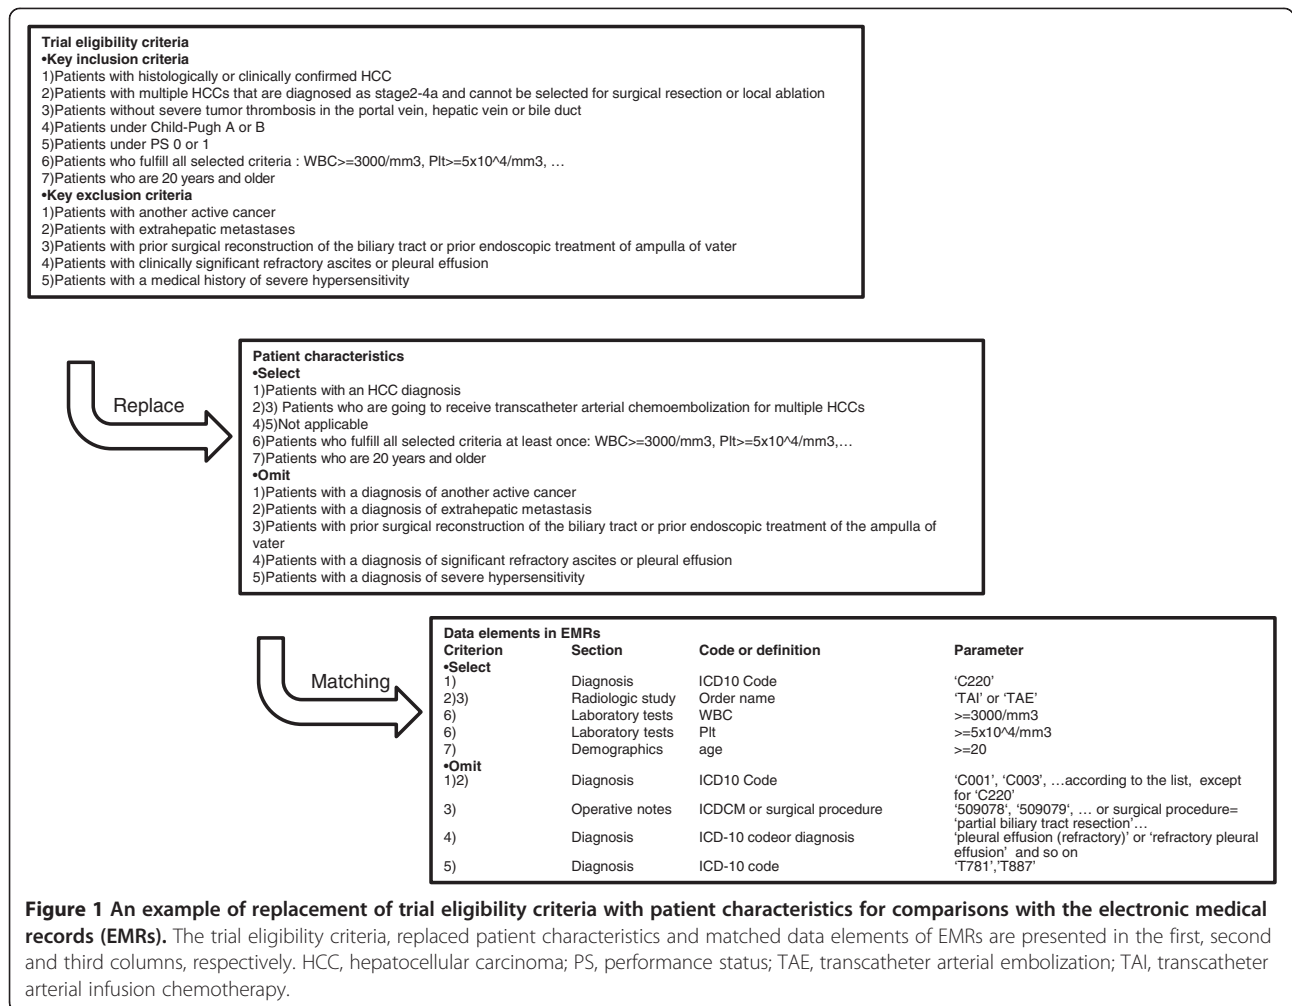 Trial eligibility criteria
•Key inclusion criteria
1)Patients with histologically or clinically confirmed HCC
2)Patients with multiple HCCs that are diagnosed as stage2-4a and cannot be selected for surgical resection or local ablation
3)Patients without severe tumor thrombosis in the portal vein, hepatic vein or bile duct
4)Patients under Child-Pugh A or B
5)Patients under PS 0 or 1
6)Patients who fulfill all selected criteria : WBC>=3000/mm3, Plt>=5x10^4/mm3, …
7)Patients who are 20 years and older
•Key exclusion criteria
1)Patients with another active cancer
2)Patients with extrahepatic metastases
3)Patients with prior surgical reconstruction of the biliary tract or prior endoscopic treatment of ampulla of vater
4)Patients with clinically significant refractory ascites or pleural effusion
5)Patients with a medical history of severe hypersensitivity
Replace
Patient characteristics
•Select
1)Patients with an HCC diagnosis
2)3) Patients who are going to receive transcatheter arterial chemoembolization for multiple HCCs
4)5)Not applicable
6)Patients who fulfill all selected criteria at least once: WBC>=3000/mm3, Plt>=5x10^4/mm3,…
7)Patients who are 20 years and older
•Omit
1)Patients with a diagnosis of another active cancer
2)Patients with a diagnosis of extrahepatic metastasis
3)Patients with prior surgical reconstruction of the biliary tract or prior endoscopic treatment of the ampulla of
vater
4)Patients with a diagnosis of significant refractory ascites or pleural effusion
5)Patients with a diagnosis of severe hypersensitivity
Matching
Data elements in EMRs
Criterion Section Code or definition Parameter
•Select
1) Diagnosis ICD10 Code ‘C220’
2)3) Radiologic study Order name ‘TAI’ or ‘TAE’
6) Laboratory tests WBC >=3000/mm3
6) Laboratory tests Plt >=5x10^4/mm3
7) Demographics age >=20
•Omit
1)2) Diagnosis ICD10 Code ‘C001’, ‘C003’, …according to the list, except
for ‘C220’
3) Operative notes ICDCM or surgical procedure ‘509078‘, ‘509079‘, … or surgical procedure=
‘partial biliary tract resection’…
4) Diagnosis ICD-10 codeor diagnosis ‘pleural effusion (refractory)’ or ‘refractory pleural
effusion’ and so on
5) Diagnosis ICD-10 code ‘T781’,’T887’
Figure 1 An example of replacement of trial eligibility criteria with patient characteristics for comparisons with the electronic medical
records (EMRs). The trial eligibility criteria, replaced patient characteristics and matched data elements of EMRs are presented in the first, second
and third columns, respectively. HCC, hepatocellular carcinoma; PS, performance status; TAE, transcatheter arterial embolization; TAI, transcatheter
arterial infusion chemotherapy.